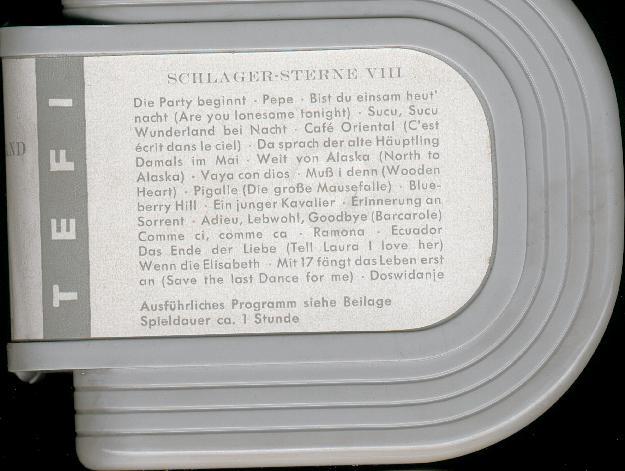 SCHLAGER-STERNE VIII
Die Party beginnt · Pepe · Bist du einsam heut'
nacht (Are you lonesome tonight) · Sucu, Sucu
Wunderland bei Nacht · Café Oriental (C'est
écrit dans le ciel) · Da sprach der alte Häuptling
Damals im Mai · Weit von Alaska (North to
Alaska) · Vaya con dios · Muß i denn (Wooden
Heart) · Pigalle (Die große Mausefalle) · Blue-
berry Hill · Ein junger Kavalier · Erinnerung an
Sorrent · Adieu, Lebwohl, Goodbye (Barcarole)
Comme ci, comme ca · Ramona · Ecuador
Das Ende der Liebe (Tell Laura I love her)
Wenn die Elisabeth · Mit 17 fängt das Leben erst
an (Save the last Dance for me) · Doswidanje
Ausführliches Programm siehe Beilage
Spieldauer ca. 1 Stunde
TEFI